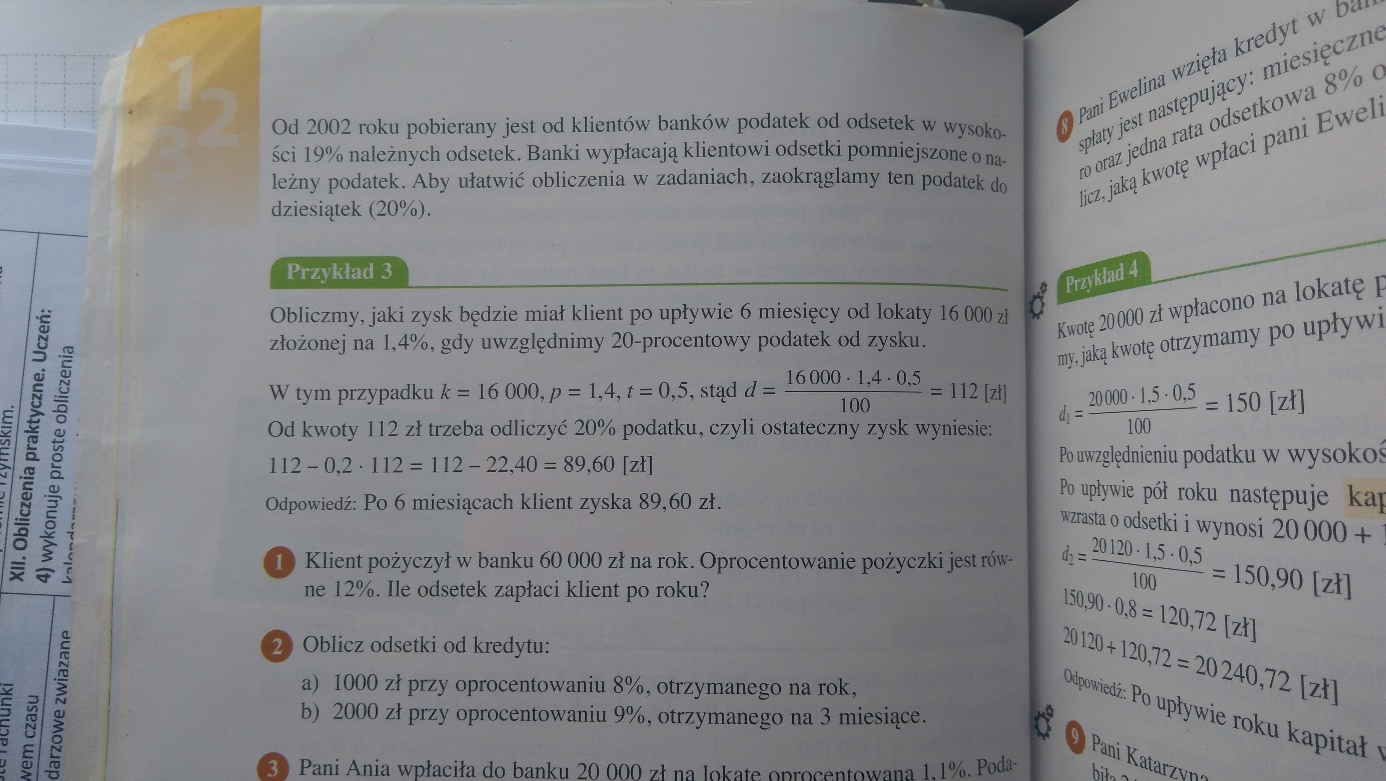 1 2 3
Od 2002 roku pobierany jest od klientów banków podatek od odsetek w wysoko-
ści 19% należnych odsetek. Banki wypłacają klientowi odsetki pomniejszone o na-
leżny podatek. Aby ułatwić obliczenia w zadaniach, zaokrąglamy ten podatek do
dziesiątek (20%).
Przykład 3
Obliczmy, jaki zysk będzie miał klient po upływie 6 miesięcy od lokaty 16 000 zł
złożonej na 1,4%, gdy uwzględnimy 20-procentowy podatek od zysku.
W tym przypadku k = 16 000, p = 1,4, t = 0,5, stąd d = 16 000 · 1,4 · 0,5 / 100 = 112 [zł]
Od kwoty 112 zł trzeba odliczyć 20% podatku, czyli ostateczny zysk wyniesie:
112 – 0,2 · 112 = 112 – 22,40 = 89,60 [zł]
Odpowiedź: Po 6 miesiącach klient zyska 89,60 zł.
1 Klient pożyczył w banku 60 000 zł na rok. Oprocentowanie pożyczki jest rów-
ne 12%. Ile odsetek zapłaci klient po roku?
2 Oblicz odsetki od kredytu:
a) 1000 zł przy oprocentowaniu 8%, otrzymanego na rok,
b) 2000 zł przy oprocentowaniu 9%, otrzymanego na 3 miesiące.
3 Pani Ania wpłaciła do banku 20 000 zł na lokatę oprocentowaną 1,1%. Poda-
8 Pani Ewelina wzięła kredyt w
spłaty jest następujący: miesięczne
ro oraz jedna rata odsetkowa 8% o
licz, jaką kwotę wpłaci pani Eweli
Przykład 4
Kwotę 20 000 zł wpłacono na lokatę p
my, jaką kwotę otrzymamy po upływi
d₁ = 20 000 · 1,5 · 0,5 / 100 = 150 [zł]
Po uwzględnieniu podatku w wysokoś
Po upływie pół roku następuje kap
wzrasta o odsetki i wynosi 20 000 + 1
d₂ = 20 120 · 1,5 · 0,5 / 100 = 150,90 [zł]
150,90 · 0,8 = 120,72 [zł]
20 120 + 120,72 = 20 240,72 [zł]
Odpowiedź: Po upływie roku kapitał
9 Pani Katarzyna
XII. Obliczenia praktyczne. Uczeń:
4) wykonuje proste obliczenia
wem czasu
darzowe związane